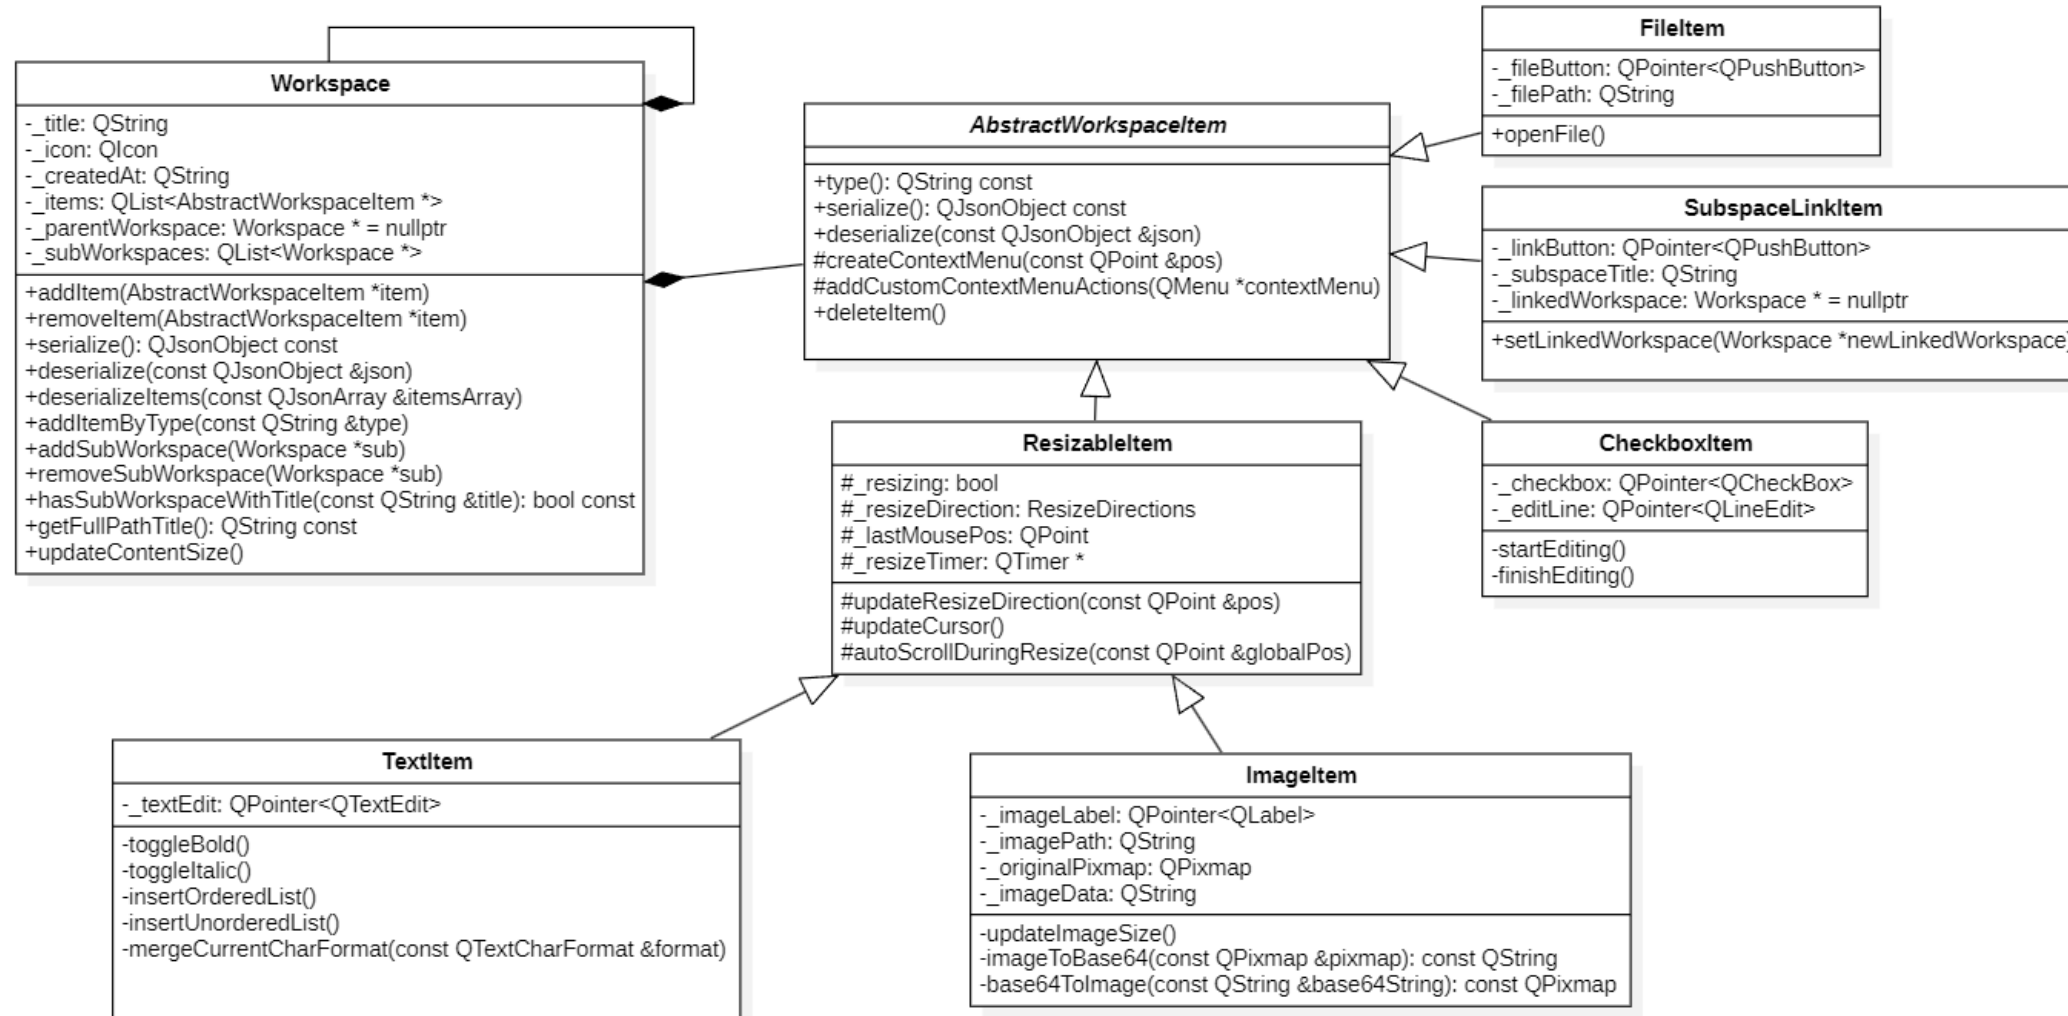 Workspace
-_title: QString
-_icon: QIcon
-_createdAt: QString
-_items: QList<AbstractWorkspaceItem *>
-_parentWorkspace: Workspace * = nullptr
-_subWorkspaces: QList<Workspace *>
+addItem(AbstractWorkspaceItem *item)
+removeItem(AbstractWorkspaceItem *item)
+serialize(): QJsonObject const
+deserialize(const QJsonObject &json)
+deserializeItems(const QJsonArray &itemsArray)
+addItemByType(const QString &type)
+addSubWorkspace(Workspace *sub)
+removeSubWorkspace(Workspace *sub)
+hasSubWorkspaceWithTitle(const QString &title): bool const
+getFullPathTitle(): QString const
+updateContentSize()
AbstractWorkspaceItem
+type(): QString const
+serialize(): QJsonObject const
+deserialize(const QJsonObject &json)
#createContextMenu(const QPoint &pos)
#addCustomContextMenuActions(QMenu *contextMenu)
+deleteItem()
FileItem
-_fileButton: QPointer<QPushButton>
-_filePath: QString
+openFile()
SubspaceLinkItem
-_linkButton: QPointer<QPushButton>
-_subspaceTitle: QString
-_linkedWorkspace: Workspace * = nullptr
+setLinkedWorkspace(Workspace *newLinkedWorkspace)
ResizableItem
#_resizing: bool
#_resizeDirection: ResizeDirections
#_lastMousePos: QPoint
#_resizeTimer: QTimer *
#updateResizeDirection(const QPoint &pos)
#updateCursor()
#autoScrollDuringResize(const QPoint &globalPos)
CheckboxItem
-_checkbox: QPointer<QCheckBox>
-_editLine: QPointer<QLineEdit>
-startEditing()
-finishEditing()
TextItem
-_textEdit: QPointer<QTextEdit>
-toggleBold()
-toggleItalic()
-insertOrderedList()
-insertUnorderedList()
-mergeCurrentCharFormat(const QTextCharFormat &format)
ImageItem
-_imageLabel: QPointer<QLabel>
-_imagePath: QString
-_originalPixmap: QPixmap
-_imageData: QString
-updateImageSize()
-imageToBase64(const QPixmap &pixmap): const QString
-base64ToImage(const QString &base64String): const QPixmap